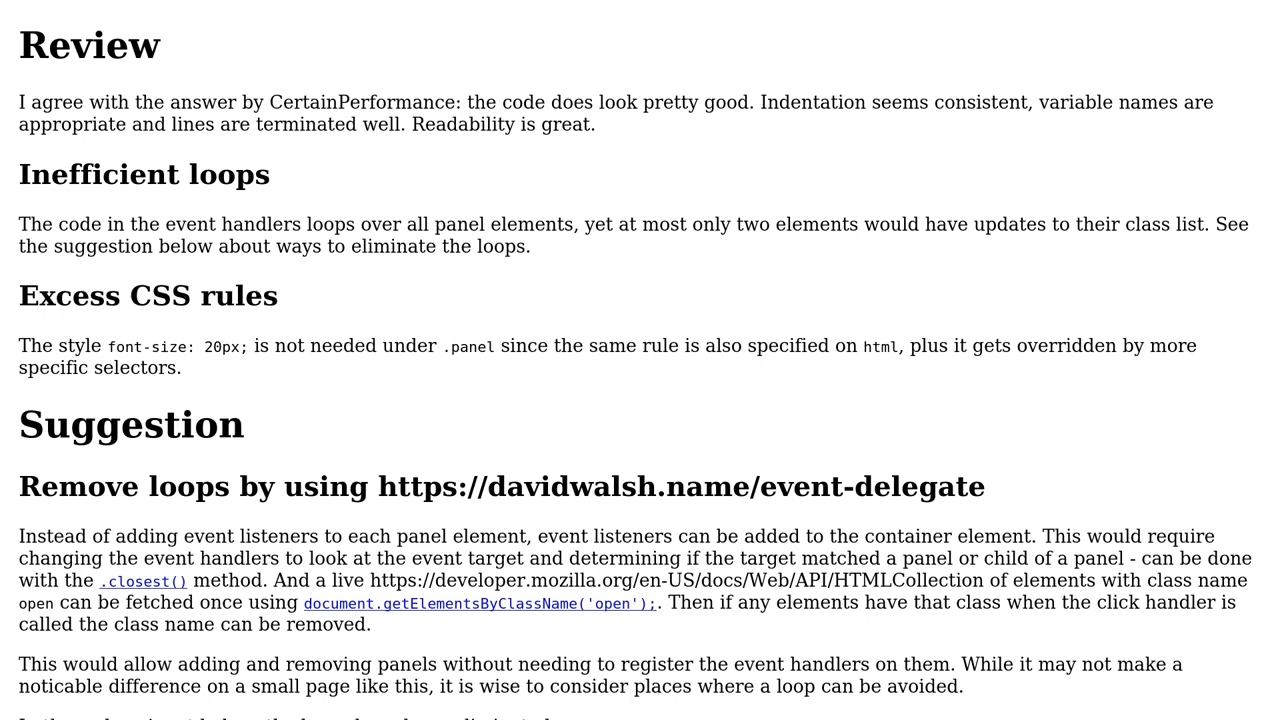 Review
I agree with the answer by CertainPerformance: the code does look pretty good. Indentation seems consistent, variable names are
appropriate and lines are terminated well. Readability is great.
Inefficient loops
The code in the event handlers loops over all panel elements, yet at most only two elements would have updates to their class list. See
the suggestion below about ways to eliminate the loops.
Excess CSS rules
The style font-size: 20px; is not needed under .panel since the same rule is also specified on html, plus it gets overridden by more
specific selectors.
Suggestion
Remove loops by using https://davidwalsh.name/event-delegate
Instead of adding event listeners to each panel element, event listeners can be added to the container element. This would require
changing the event handlers to look at the event target and determining if the target matched a panel or child of a panel - can be done
with the .closest() method. And a live https://developer.mozilla.org/en-US/docs/Web/API/HTMLCollection of elements with class name
open can be fetched once using document.getElementsByClassName('open');. Then if any elements have that class when the click handler is
called the class name can be removed.
This would allow adding and removing panels without needing to register the event handlers on them. While it may not make a
noticable difference on a small page like this, it is wise to consider places where a loop can be avoided.